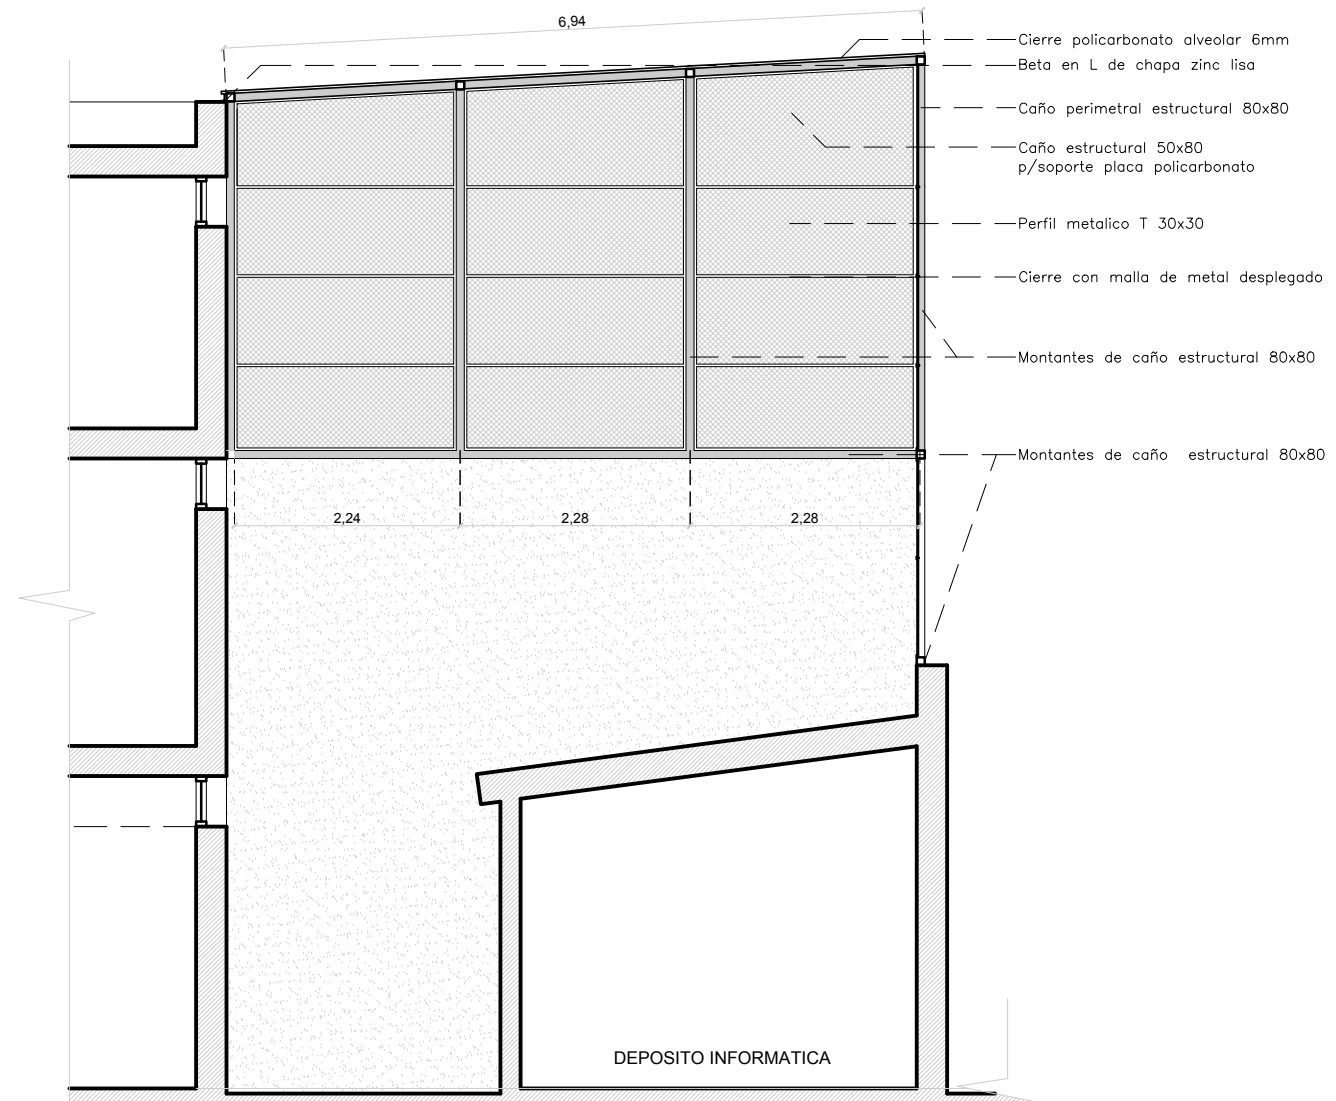 6,94
Cierre policarbonato alveolar 6mm
Beta en L de chapa zinc lisa
Caño perimetral estructural 80x80
Caño estructural 50x80
p/soporte placa policarbonato
Perfil metalico T 30x30
Cierre con malla de metal desplegado
Montantes de caño estructural 80x80
Montantes de caño estructural 80x80
2,24
2,28
2,28
DEPOSITO INFORMATICA